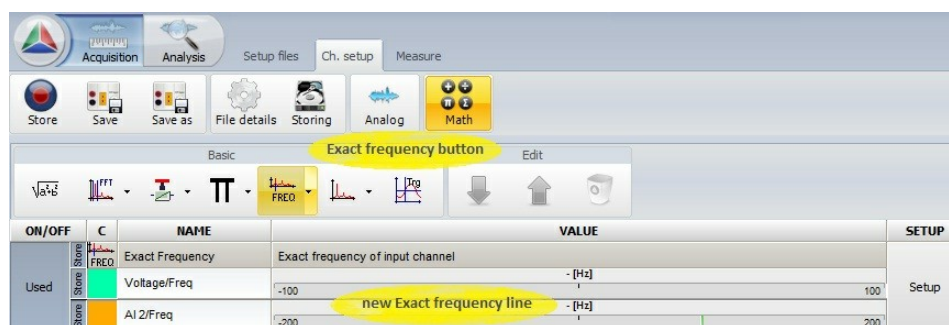 Acquisition
Analysis
Setup files
Ch. setup
Measure
Store
Save
Save as
File details
Storing
Analog
Math
Exact frequency button
Basic
Edit
FFT
FREQ
Trg
ON/OFF
C
NAME
VALUE
SETUP
Used
Store
FREQ
Exact Frequency
Exact frequency of input channel
Store
Voltage/Freq
- [Hz]
-100
100
Setup
new Exact frequency line
Store
AI 2/Freq
- [Hz]
-200
200